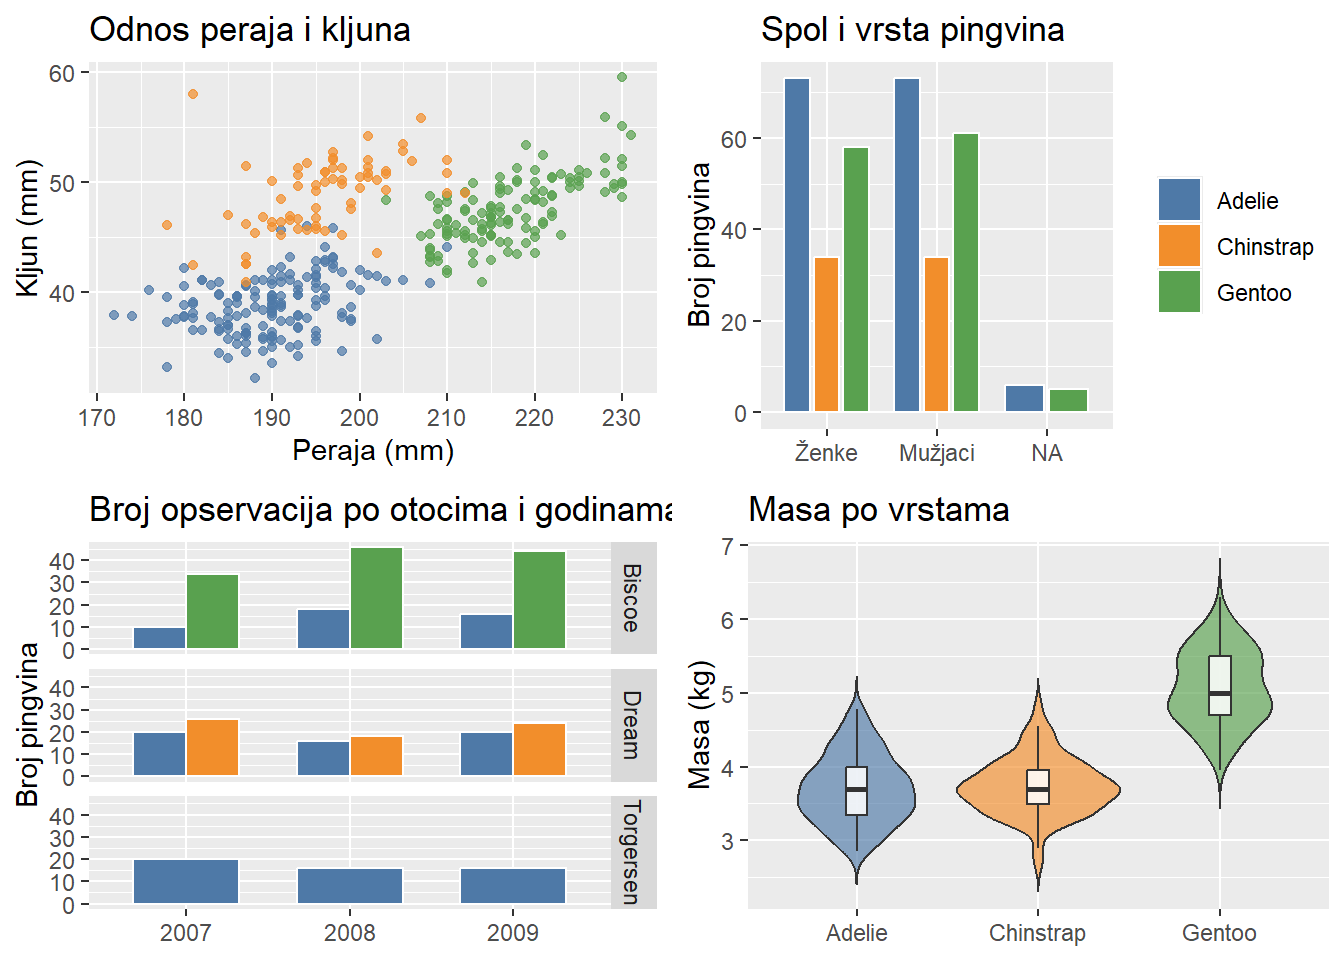 Odnos peraja i kljuna
Kljun (mm)
60
50
40
170 180 190 200 210 220 230
Peraja (mm)
Spol i vrsta pingvina
Broj pingvina
60
40
20
0
Ženke Mužjaci NA
Adelie
Chinstrap
Gentoo
Broj opservacija po otocima i godinama
Broj pingvina
40
30
20
10
0
Biscoe
40
30
20
10
0
Dream
40
30
20
10
0
Torgersen
2007 2008 2009
Masa po vrstama
Masa (kg)
7
6
5
4
3
Adelie Chinstrap Gentoo